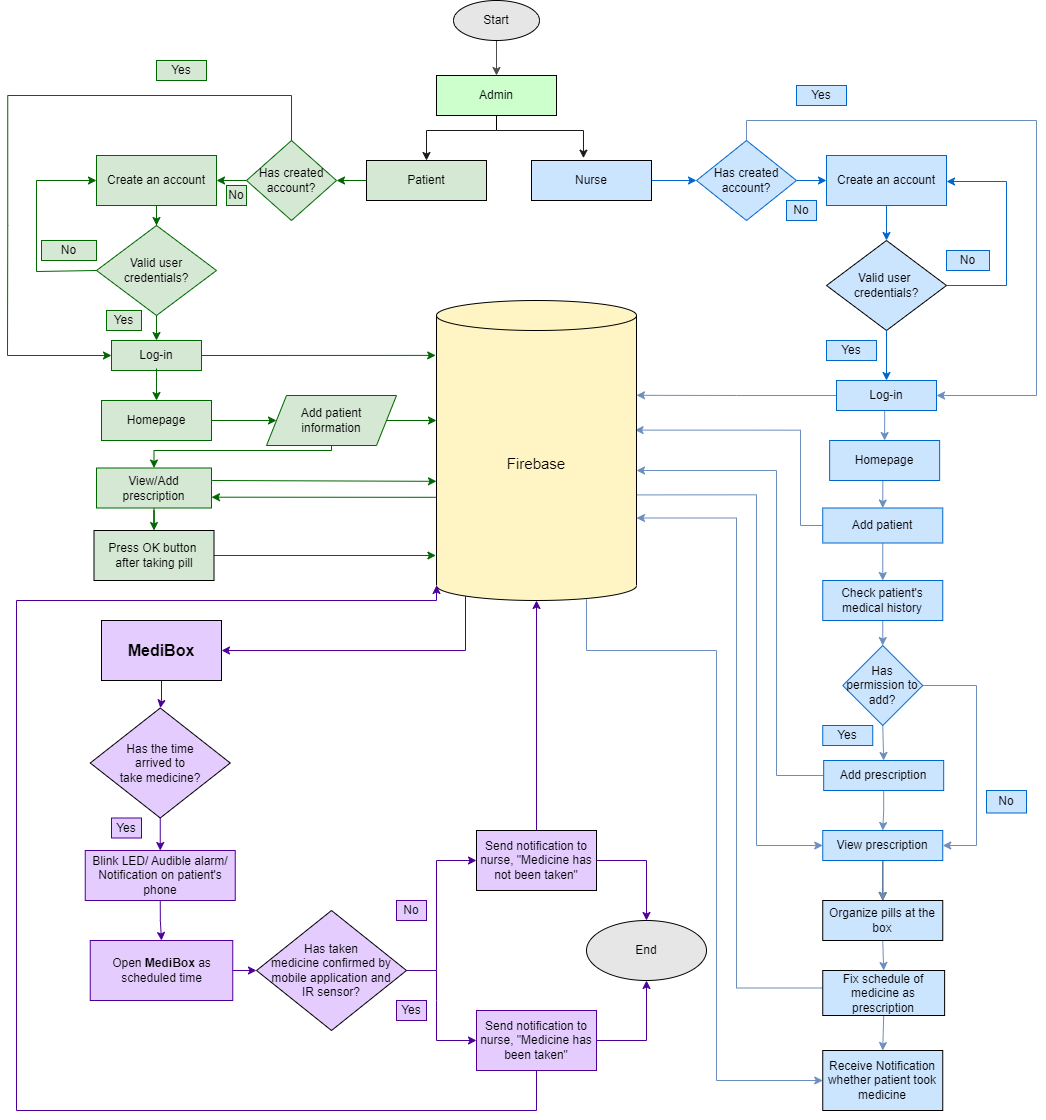 Start
Yes
Admin
Yes
Create an account
Has created
account?
No
Patient
Nurse
Has created
account?
No
Create an account
No
Valid user
credentials?
Yes
No
Valid user
credentials?
Yes
Log-in
Log-in
Homepage
Add patient
information
Firebase
Homepage
View/Add
prescription
Add patient
Press OK button
after taking pill
Check patient's
medical history
MediBox
Has
permission to
add?
Yes
Has the time
arrived to
take medicine?
Add prescription
No
Yes
View prescription
Blink LED/ Audible alarm/
Notification on patient's
phone
Send notification to
nurse, "Medicine has
not been taken"
No
Organize pills at the
box
Open MediBox as
scheduled time
Has taken
medicine confirmed by
mobile application and
IR sensor?
End
Fix schedule of
medicine as
prescription
Yes
Send notification to
nurse, "Medicine has
been taken"
Receive Notification
whether patient took
medicine